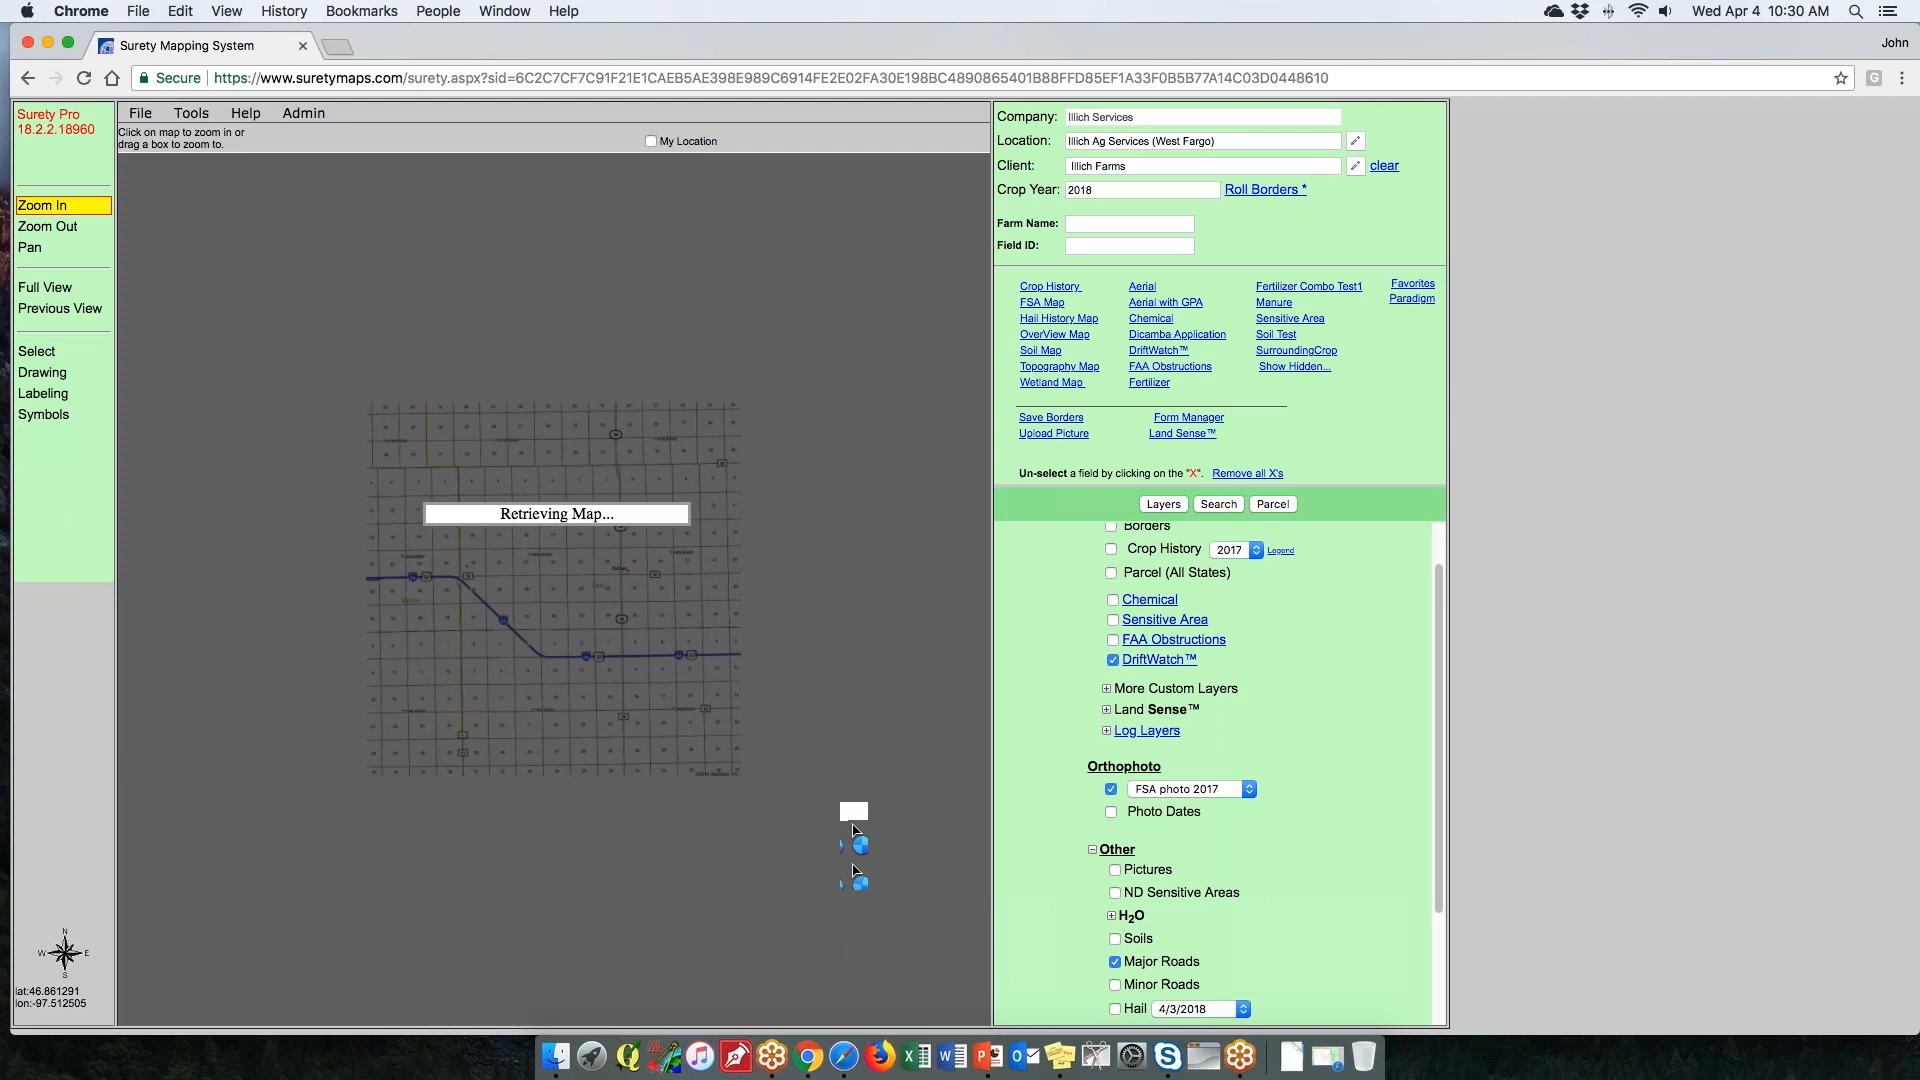 Chrome File Edit View History Bookmarks People Window Help
Wed Apr 4 10:30 AM
Surety Mapping System
John
Secure https://www.suretymaps.com/surety.aspx?sid=6C2C7CF7C91F21E1CAEB5AE398E989C6914FE2E02FA30E198BC4890865401B88FFD85EF1A33F0B5B77A14C03D0448610
Surety Pro
18.2.2.18960
File Tools Help Admin
Click on map to zoom in or
drag a box to zoom to.
My Location
Zoom In
Zoom Out
Pan
Full View
Previous View
Select
Drawing
Labeling
Symbols
Retrieving Map...
N
W E
S
lat:46.861291
lon:-97.512505
Company: Illich Services
Location: Illich Ag Services (West Fargo)
Client: Illich Farms clear
Crop Year: 2018 Roll Borders *
Farm Name:
Field ID:
Crop History Aerial Fertilizer Combo Test1 Favorites
FSA Map Aerial with GPA Manure Paradigm
Hail History Map Chemical Sensitive Area
OverView Map Dicamba Application Soil Test
Soil Map DriftWatch™ SurroundingCrop
Topography Map FAA Obstructions Show Hidden...
Wetland Map Fertilizer
Save Borders Form Manager
Upload Picture Land Sense™
Un-select a field by clicking on the "X". Remove all X's
Layers Search Parcel
Borders
Crop History 2017 Legend
Parcel (All States)
Chemical
Sensitive Area
FAA Obstructions
DriftWatch™
More Custom Layers
Land Sense™
Log Layers
Orthophoto
FSA photo 2017
Photo Dates
Other
Pictures
ND Sensitive Areas
H2O
Soils
Major Roads
Minor Roads
Hail 4/3/2018